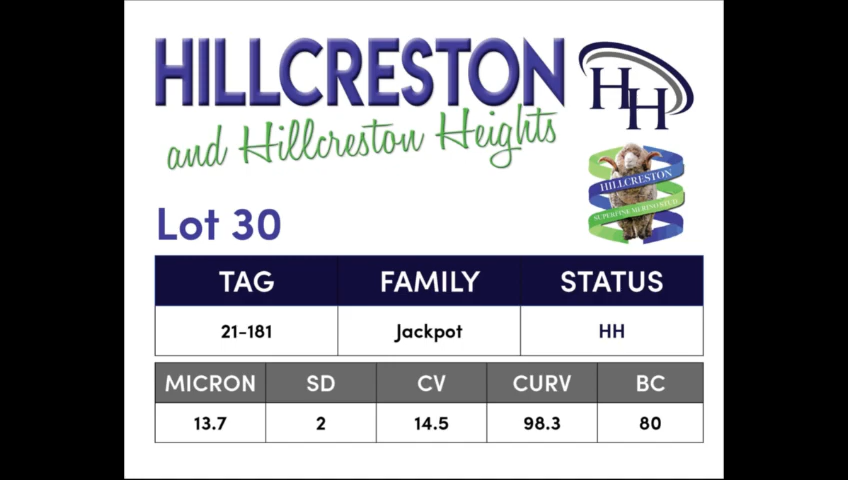 HILLCRESTON
and Hillcreston Heights
HH
HILLCRESTON
SUPERFINE MERINO STUD
Lot 30
TAG FAMILY STATUS
21-181 Jackpot HH
MICRON SD CV CURV BC
13.7 2 14.5 98.3 80